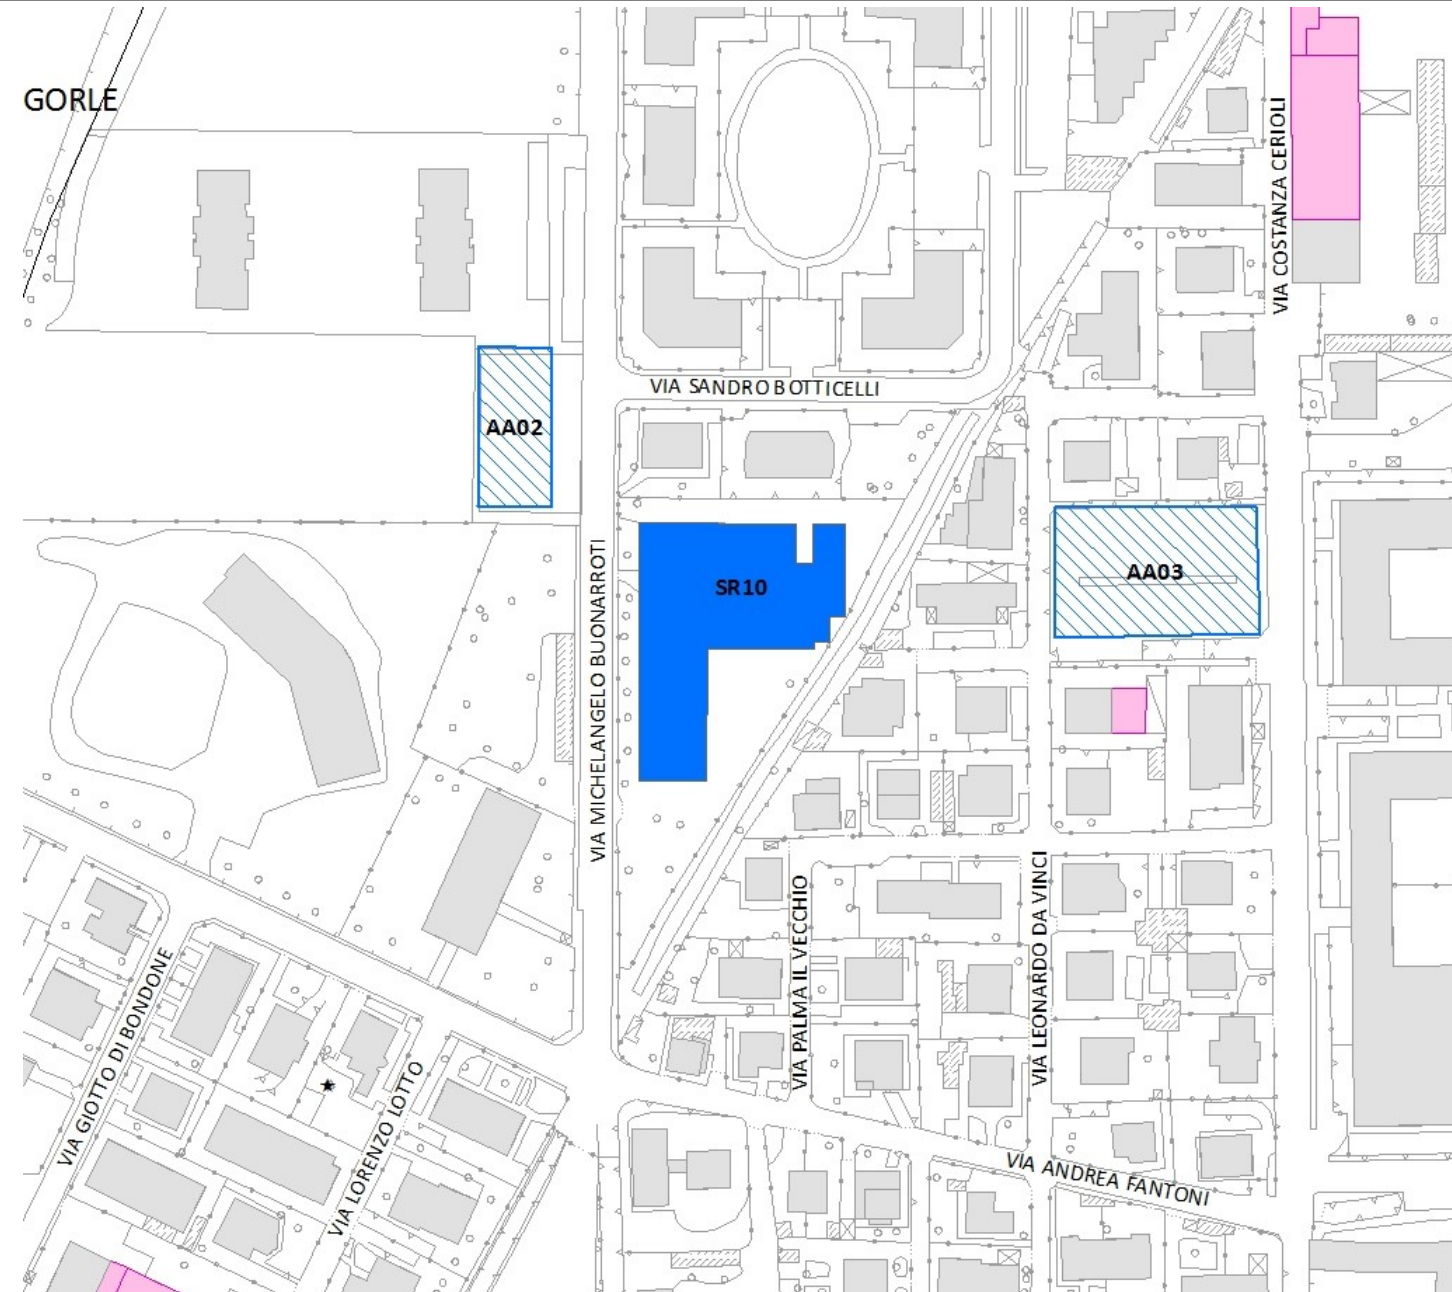 GORLE
VIA COSTANZA CERIOLI
VIA SANDRO BOTTICELLI
AA02
SR10
AA03
VIA MICHELANGELO BUONARROTI
VIA PALMA IL VECCHIO
VIA LEONARDO DA VINCI
VIA GIOTTO DI BONDONE
VIA LORENZO LOTTO
VIA ANDREA FANTONI